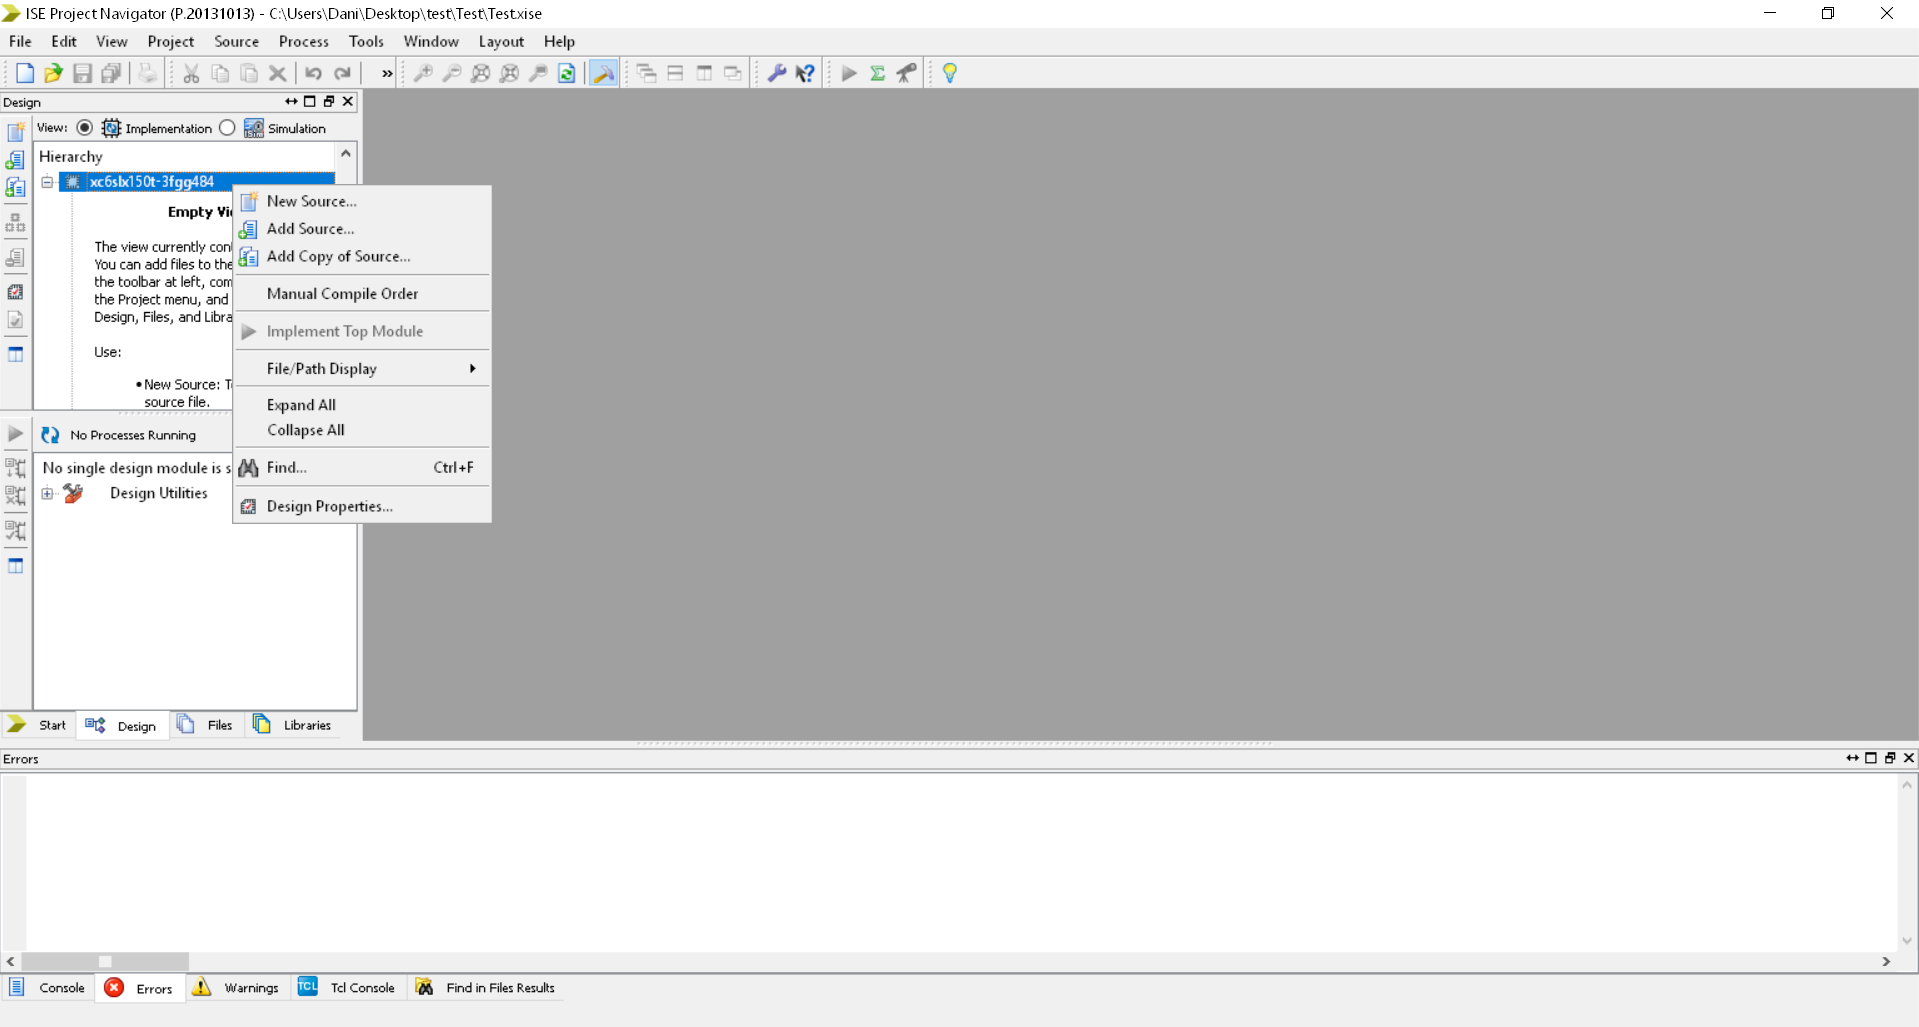 ISE Project Navigator (P.20131013) - C:\Users\Dani\Desktop\test\Test\Test.xise
File Edit View Project Source Process Tools Window Layout Help
Design
View: Implementation Simulation
Hierarchy
xc6slx150t-3fgg484
Empty
The view currently
You can add files to the
the toolbar at left,
the Project menu, and
Design, Files, and
Use:
• New Source:
source file.
New Source...
Add Source...
Add Copy of Source...
Manual Compile Order
Implement Top Module
File/Path Display
Expand All
Collapse All
Find... Ctrl+F
Design Properties...
No Processes Running
No single design module is
Design Utilities
Start Design Files Libraries
Errors
Console Errors Warnings TCL Tcl Console Find in Files Results